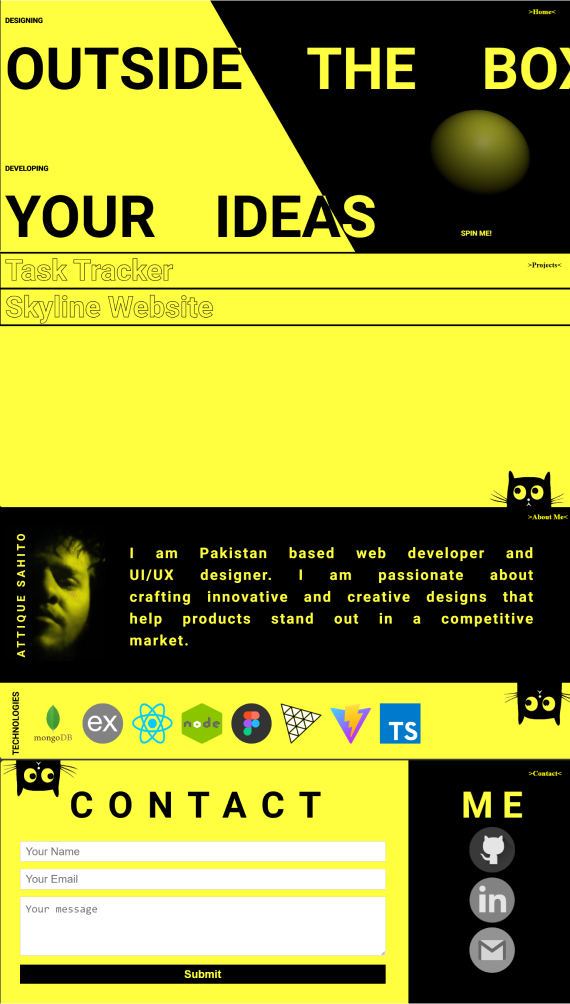 >Home<
DESIGNING
OUTSIDE THE BOX
DEVELOPING
YOUR IDEAS
SPIN ME!
Task Tracker
>Projects<
Skyline Website
>About Me<
ATTIQUE SAHITO
I am Pakistan based web developer and
UI/UX designer. I am passionate about
crafting innovative and creative designs that
help products stand out in a competitive
market.
TECHNOLOGIES
mongoDB
ex
node
TS
>Contact<
CONTACT ME
Your Name
Your Email
Your message
in
Submit